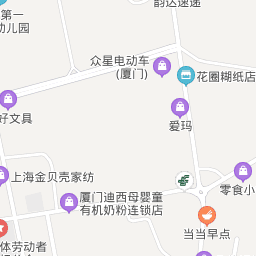 韵达速递
第一
幼儿园
众星电动车
(厦门)
花圈糊纸店
好文具
爱玛
上海金贝壳家纺
零食小
厦门迪西母婴童
有机奶粉连锁店
当当早点
体劳动者